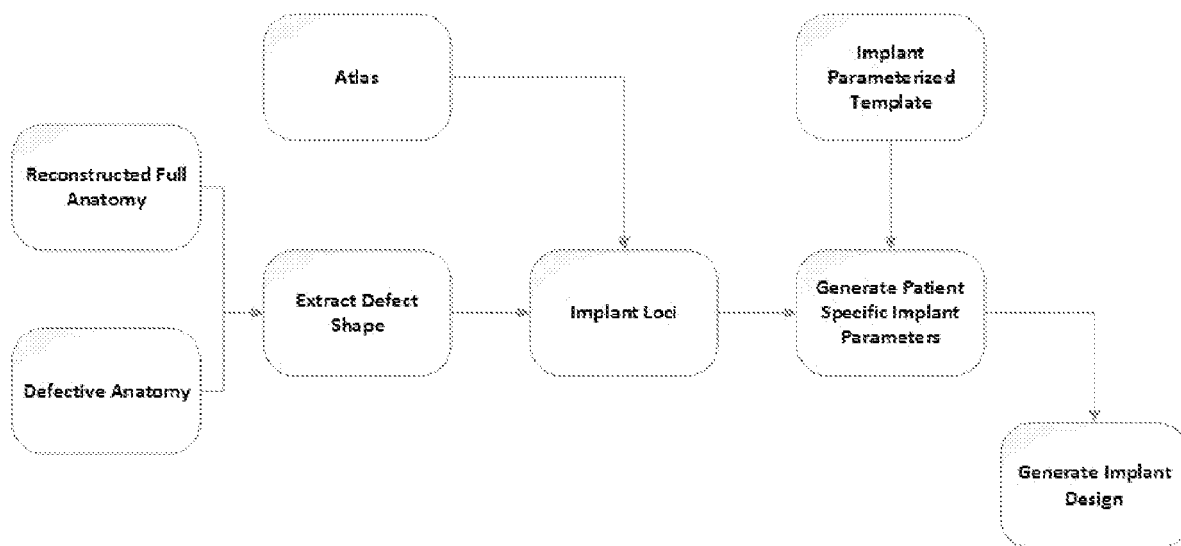 Atlas
Implant
Parameterized
Template
Reconstructed Full
Anatomy
Defective Anatomy
Extract Defect
Shape
Implant Loci
Generate Patient
Specific Implant
Parameters
Generate Implant
Design